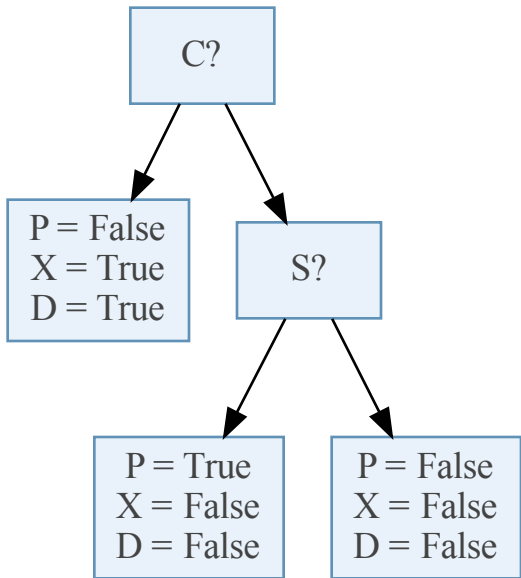 C?
P = False
X = True
D = True
S?
P = True
X = False
D = False
P = False
X = False
D = False